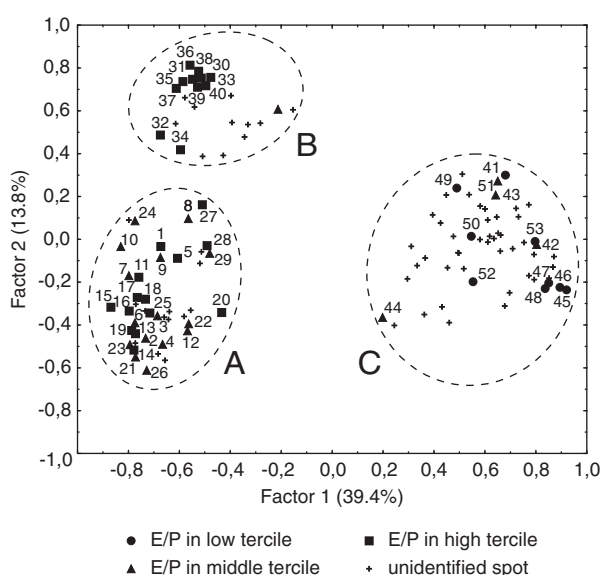 1,0
36 38 30
0,8
31
35 33
37 39 40
0,6
32
34
B
0,4
49 41
51 43
0,2
24 8 27
50 53
0,0
10 1 28
5 42
7 11 9 29
-0,2
17 18 52 47 46
15 16 25 20 48 45
44
-0,4
6
19 13 3 22
2 4 12
23 14
A C
21 26
-0,6
-0,8
-1,0
-0,8 -0,6 -0,4 -0,2 0,0 0,2 0,4 0,6 0,8 1,0
Factor 2 (13.8%)
Factor 1 (39.4%)
E/P in low tercile E/P in high tercile
E/P in middle tercile unidentified spot